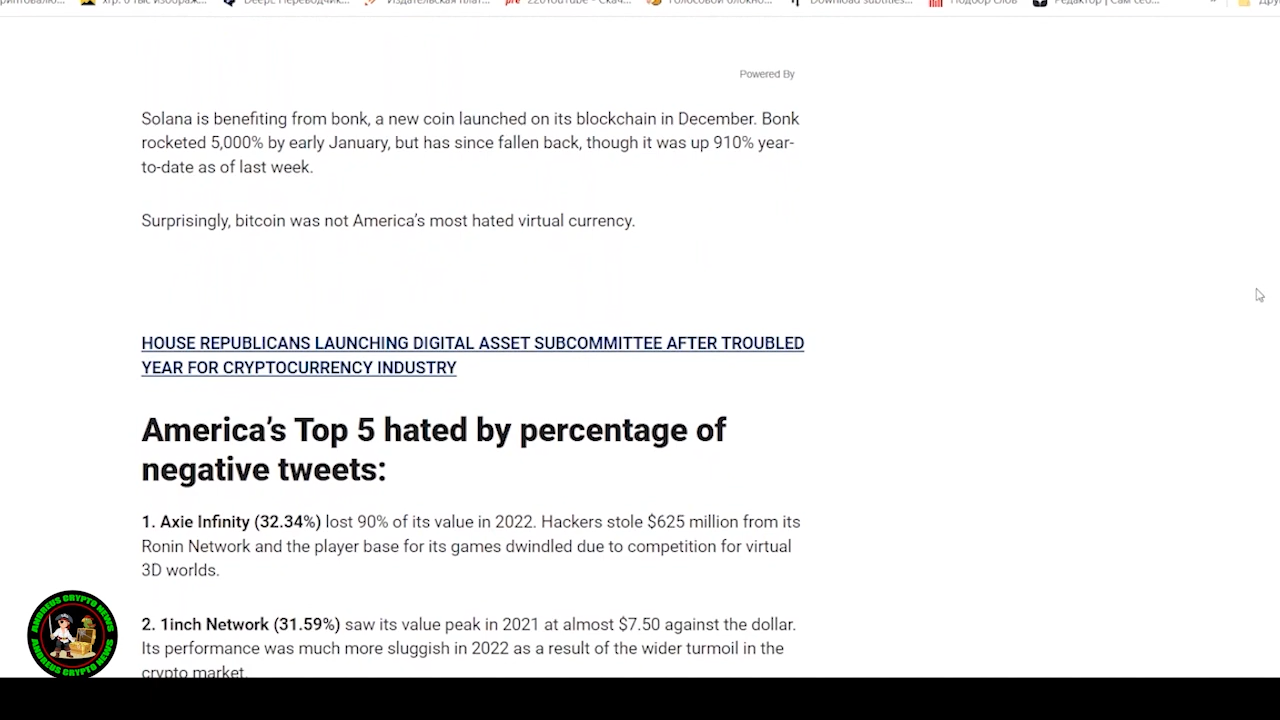 Powered By
Solana is benefiting from bonk, a new coin launched on its blockchain in December. Bonk
rocketed 5,000% by early January, but has since fallen back, though it was up 910% year-
to-date as of last week.
Surprisingly, bitcoin was not America’s most hated virtual currency.
HOUSE REPUBLICANS LAUNCHING DIGITAL ASSET SUBCOMMITTEE AFTER TROUBLED
YEAR FOR CRYPTOCURRENCY INDUSTRY
America’s Top 5 hated by percentage of
negative tweets:
1. Axie Infinity (32.34%) lost 90% of its value in 2022. Hackers stole $625 million from its
Ronin Network and the player base for its games dwindled due to competition for virtual
3D worlds.
2. 1inch Network (31.59%) saw its value peak in 2021 at almost $7.50 against the dollar.
Its performance was much more sluggish in 2022 as a result of the wider turmoil in the
crypto market.
ANDREUS CRYPTO NEWS
ANDREUS CRYPTO NEWS